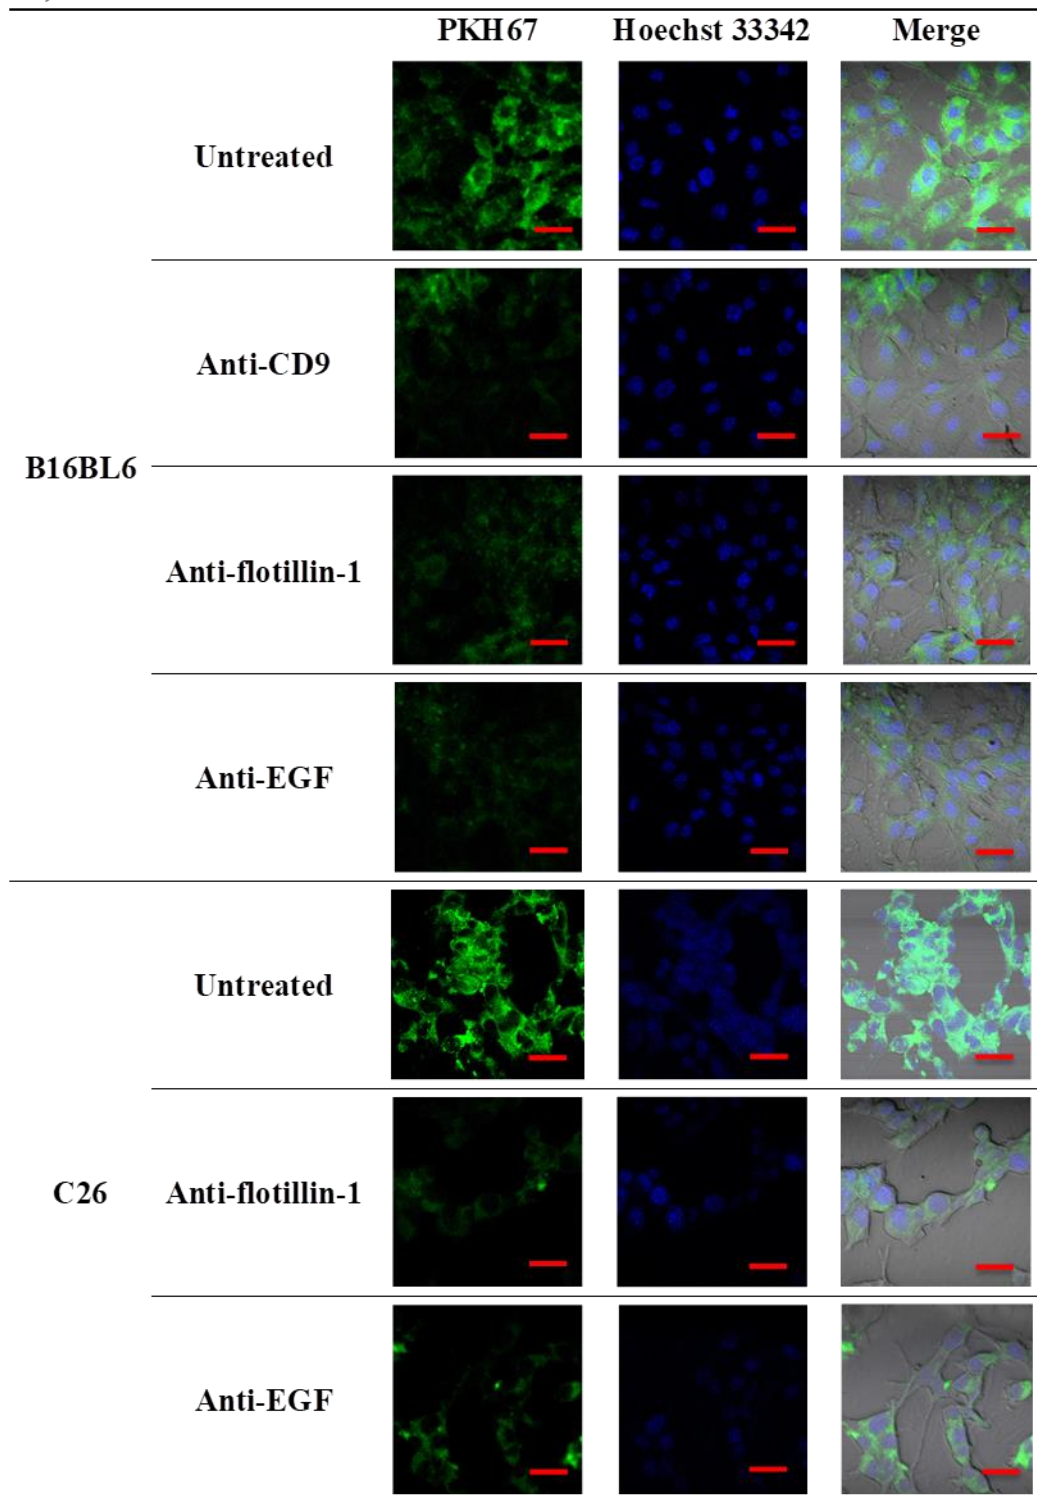 PKH67 Hoechst 33342 Merge
Untreated
Anti-CD9
B16BL6
Anti-flotillin-1
Anti-EGF
Untreated
C26 Anti-flotillin-1
Anti-EGF